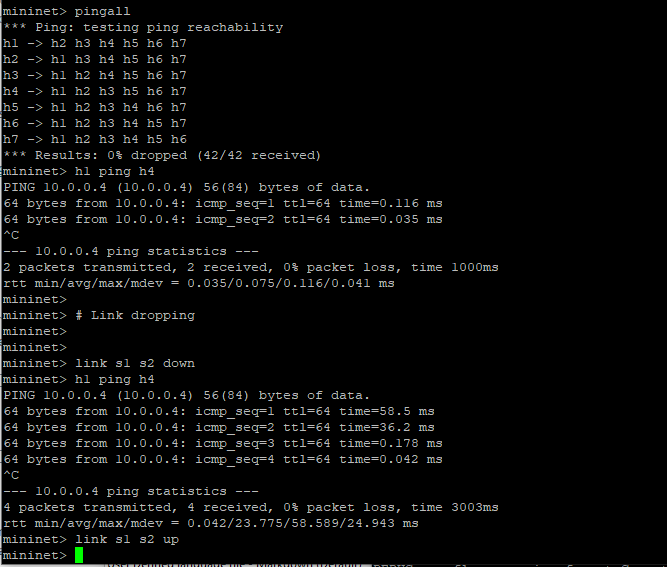 mininet> pingall
*** Ping: testing ping reachability
h1 -> h2 h3 h4 h5 h6 h7
h2 -> h1 h3 h4 h5 h6 h7
h3 -> h1 h2 h4 h5 h6 h7
h4 -> h1 h2 h3 h5 h6 h7
h5 -> h1 h2 h3 h4 h6 h7
h6 -> h1 h2 h3 h4 h5 h7
h7 -> h1 h2 h3 h4 h5 h6
*** Results: 0% dropped (42/42 received)
mininet> h1 ping h4
PING 10.0.0.4 (10.0.0.4) 56(84) bytes of data.
64 bytes from 10.0.0.4: icmp_seq=1 ttl=64 time=0.116 ms
64 bytes from 10.0.0.4: icmp_seq=2 ttl=64 time=0.035 ms
^C
--- 10.0.0.4 ping statistics ---
2 packets transmitted, 2 received, 0% packet loss, time 1000ms
rtt min/avg/max/mdev = 0.035/0.075/0.116/0.041 ms
mininet>
mininet> # Link dropping
mininet>
mininet>
mininet> link s1 s2 down
mininet> h1 ping h4
PING 10.0.0.4 (10.0.0.4) 56(84) bytes of data.
64 bytes from 10.0.0.4: icmp_seq=1 ttl=64 time=58.5 ms
64 bytes from 10.0.0.4: icmp_seq=2 ttl=64 time=36.2 ms
64 bytes from 10.0.0.4: icmp_seq=3 ttl=64 time=0.178 ms
64 bytes from 10.0.0.4: icmp_seq=4 ttl=64 time=0.042 ms
^C
--- 10.0.0.4 ping statistics ---
4 packets transmitted, 4 received, 0% packet loss, time 3003ms
rtt min/avg/max/mdev = 0.042/23.775/58.589/24.943 ms
mininet> link s1 s2 up
mininet>